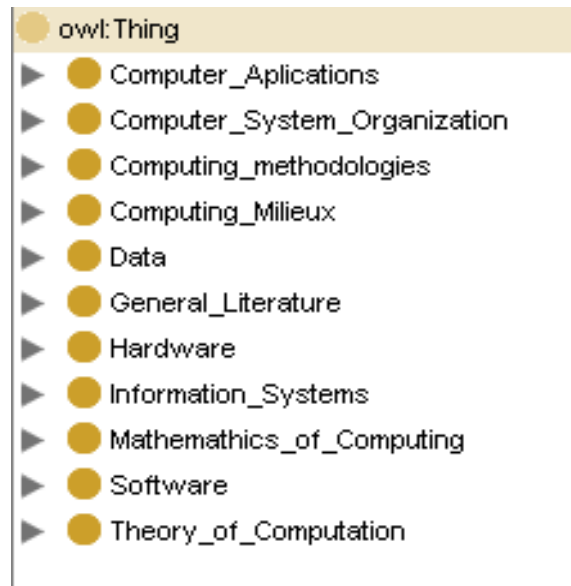 owl:Thing
Computer_Aplications
Computer_System_Organization
Computing_methodologies
Computing_Milieux
Data
General_Literature
Hardware
Information_Systems
Mathemathics_of_Computing
Software
Theory_of_Computation